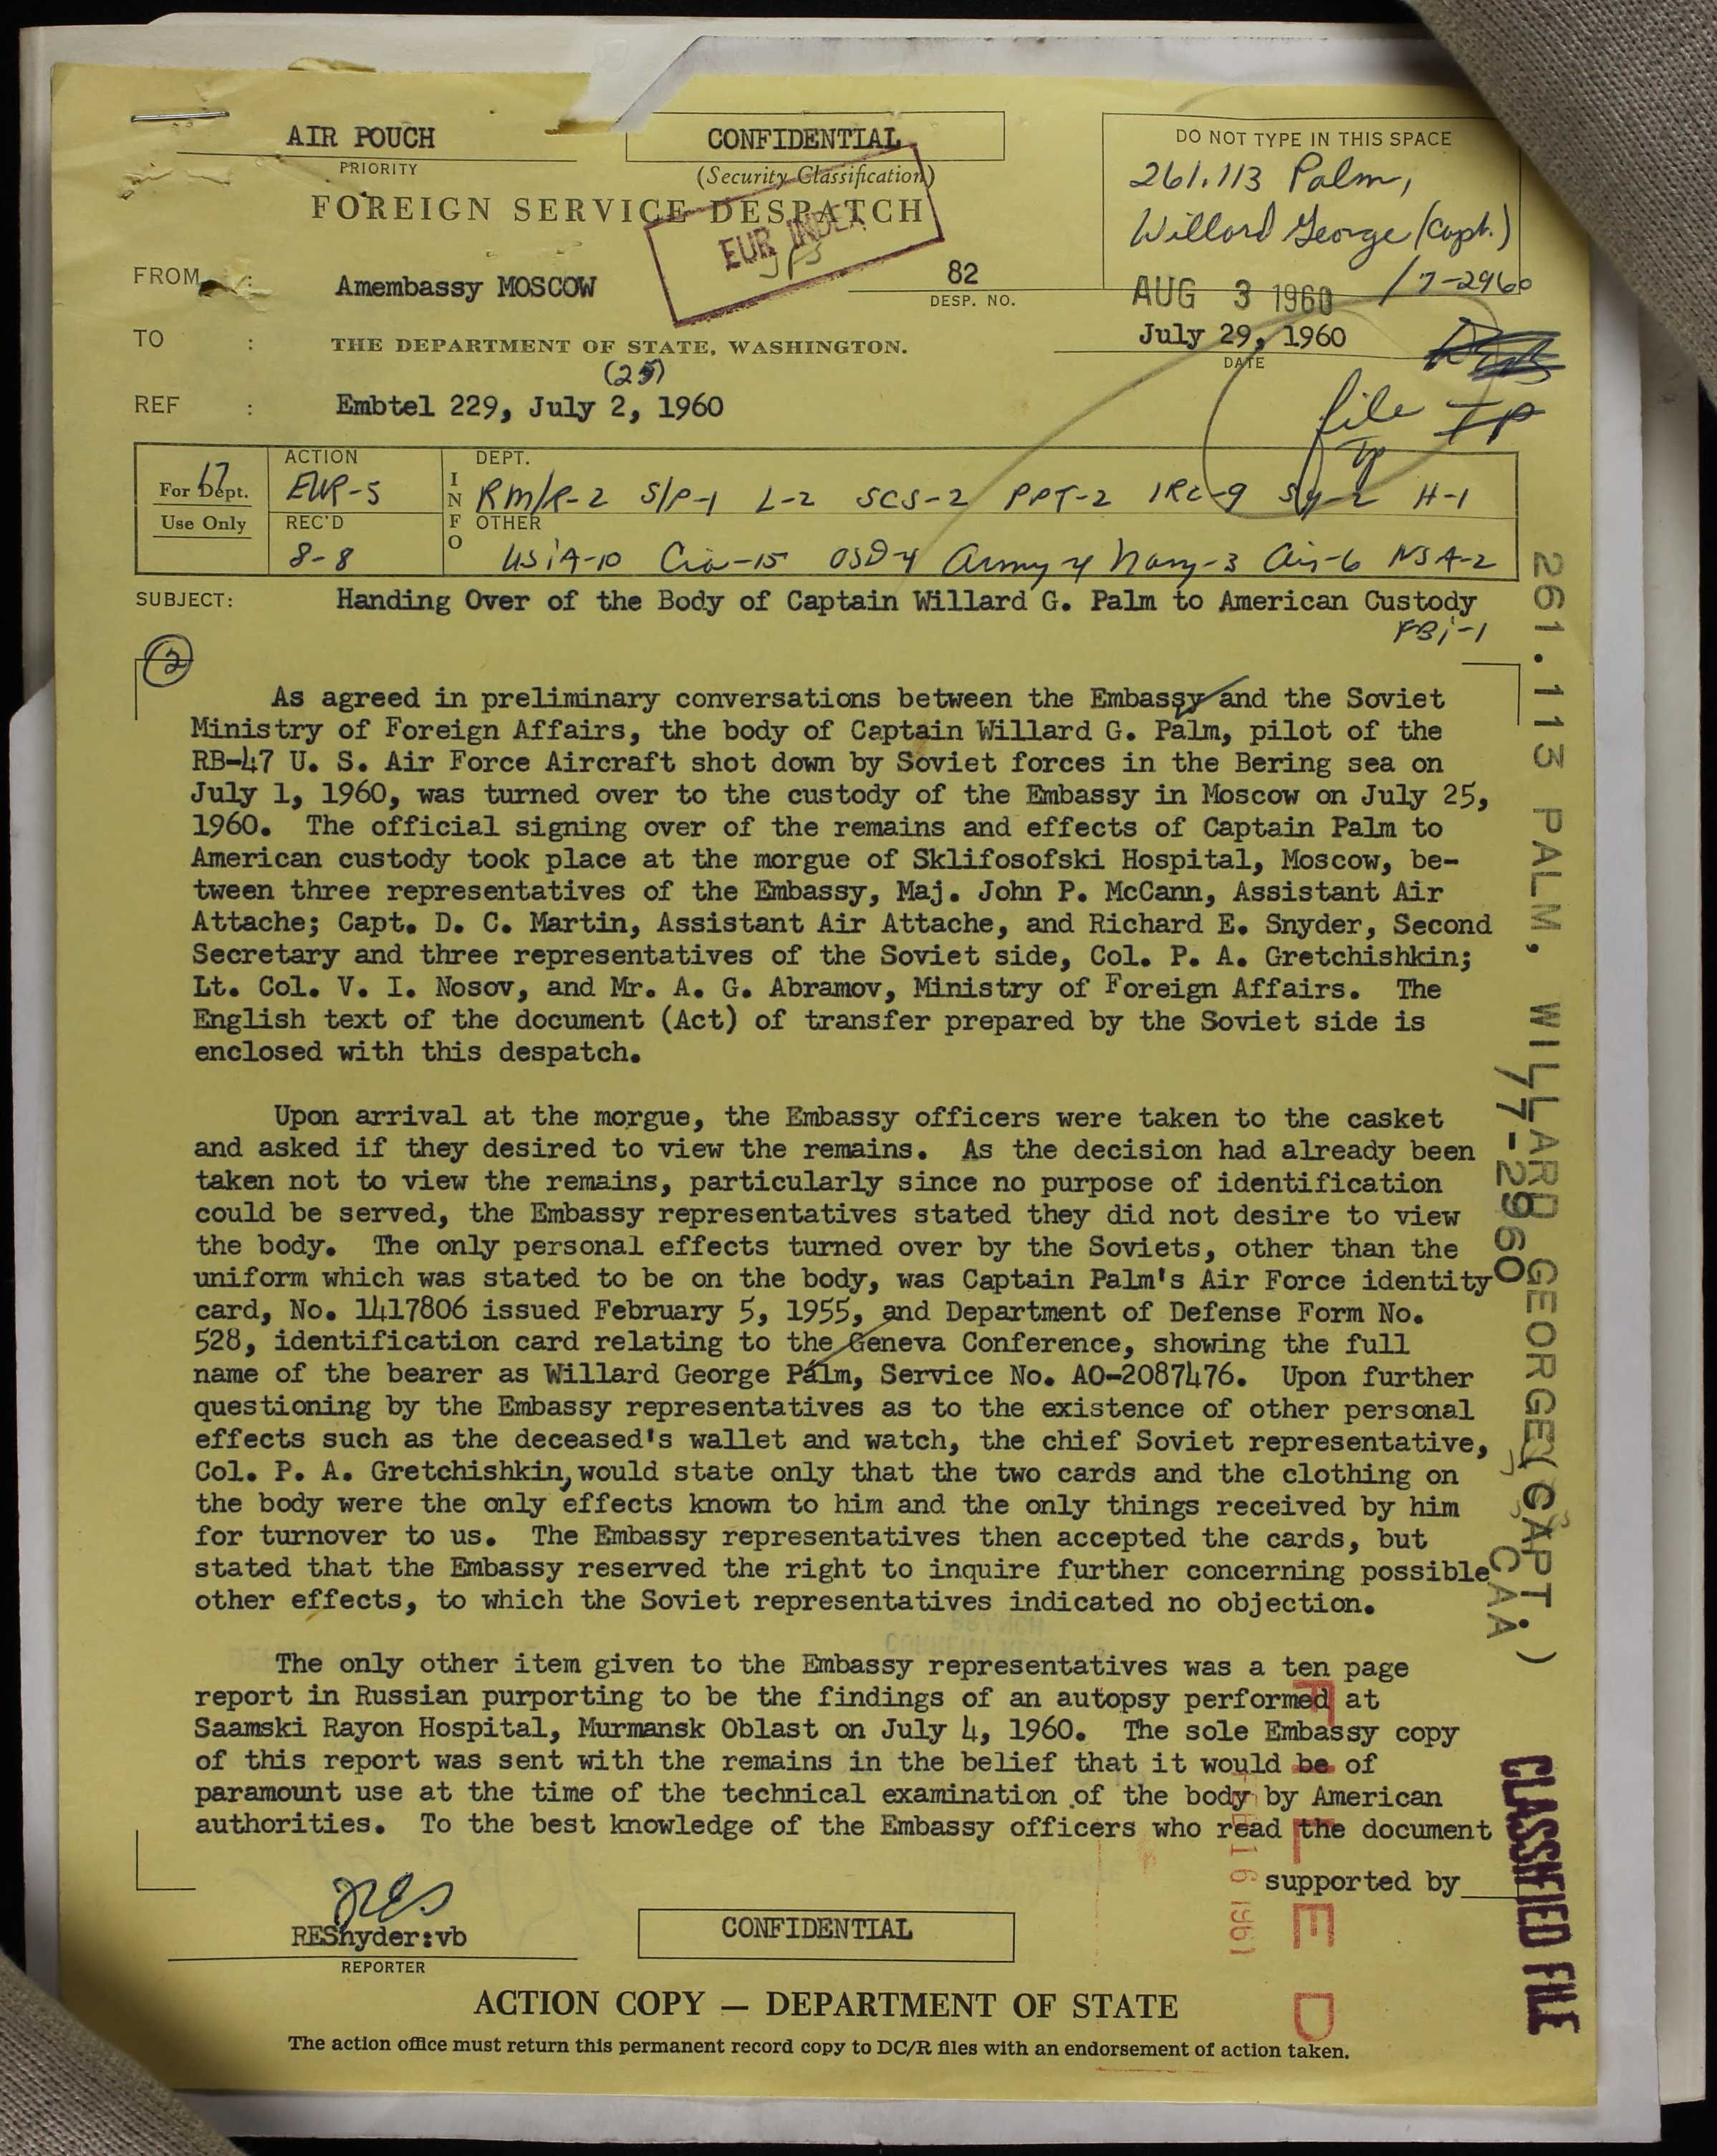 AIR POUCH
PRIORITY
CONFIDENTIAL
(Security Classification)
DO NOT TYPE IN THIS SPACE
261.113 Palm,
Willard George (Capt.)
/7-2960
FOREIGN SERVICE DESPATCH
EUR INDEX
FROM :
Amembassy MOSCOW
82
DESP. NO.
AUG 3 1960
July 29, 1960
DATE
TO :
THE DEPARTMENT OF STATE, WASHINGTON.
(25)
REF :
Embtel 229, July 2, 1960
file
For Dept.
Use Only
17
ACTION
EUR-5
REC'D
8-8
INFO
DEPT.
RM/R-2 S/P-1 L-2 SCS-2 PPT-2 IRC-9 SY-2 H-1
OTHER
USIA-10 Cia-15 OSD-4 Army 4 Navy-3 Air-6 NSA-2
SUBJECT:
Handing Over of the Body of Captain Willard G. Palm to American Custody
FBi-1
2
As agreed in preliminary conversations between the Embassy and the Soviet
Ministry of Foreign Affairs, the body of Captain Willard G. Palm, pilot of the
RB-47 U. S. Air Force Aircraft shot down by Soviet forces in the Bering sea on
July 1, 1960, was turned over to the custody of the Embassy in Moscow on July 25,
1960. The official signing over of the remains and effects of Captain Palm to
American custody took place at the morgue of Sklifosofski Hospital, Moscow, be-
tween three representatives of the Embassy, Maj. John P. McCann, Assistant Air
Attache; Capt. D. C. Martin, Assistant Air Attache, and Richard E. Snyder, Second
Secretary and three representatives of the Soviet side, Col. P. A. Gretchishkin;
Lt. Col. V. I. Nosov, and Mr. A. G. Abramov, Ministry of Foreign Affairs. The
English text of the document (Act) of transfer prepared by the Soviet side is
enclosed with this despatch.
Upon arrival at the morgue, the Embassy officers were taken to the casket
and asked if they desired to view the remains. As the decision had already been
taken not to view the remains, particularly since no purpose of identification
could be served, the Embassy representatives stated they did not desire to view
the body. The only personal effects turned over by the Soviets, other than the
uniform which was stated to be on the body, was Captain Palm's Air Force identity
card, No. 1417806 issued February 5, 1955, and Department of Defense Form No.
528, identification card relating to the Geneva Conference, showing the full
name of the bearer as Willard George Palm, Service No. AO-2087476. Upon further
questioning by the Embassy representatives as to the existence of other personal
effects such as the deceased's wallet and watch, the chief Soviet representative,
Col. P. A. Gretchishkin, would state only that the two cards and the clothing on
the body were the only effects known to him and the only things received by him
for turnover to us. The Embassy representatives then accepted the cards, but
stated that the Embassy reserved the right to inquire further concerning possible
other effects, to which the Soviet representatives indicated no objection.
The only other item given to the Embassy representatives was a ten page
report in Russian purporting to be the findings of an autopsy performed at
Saamski Rayon Hospital, Murmansk Oblast on July 4, 1960. The sole Embassy copy
of this report was sent with the remains in the belief that it would be of
paramount use at the time of the technical examination of the body by American
authorities. To the best knowledge of the Embassy officers who read the document
supported by
RES
RESnyder:vb
REPORTER
CONFIDENTIAL
ACTION COPY — DEPARTMENT OF STATE
The action office must return this permanent record copy to DC/R files with an endorsement of action taken.
261.113 PALM, WILLARD GEORGE (CAPT.)
/7-2960
CAA
CLASSIFIED FILE
FILED
FEB 16 1961